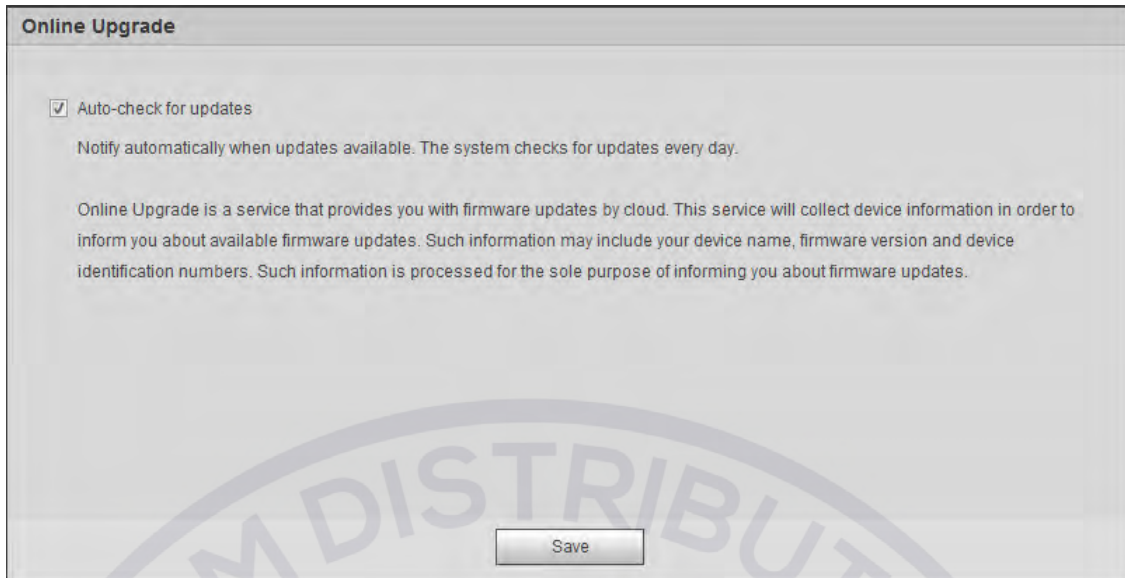 Online Upgrade
Auto-check for updates
Notify automatically when updates available. The system checks for updates every day.
Online Upgrade is a service that provides you with firmware updates by cloud. This service will collect device information in order to
inform you about available firmware updates. Such information may include your device name, firmware version and device
identification numbers. Such information is processed for the sole purpose of informing you about firmware updates.
M DISTRIBUT
Save